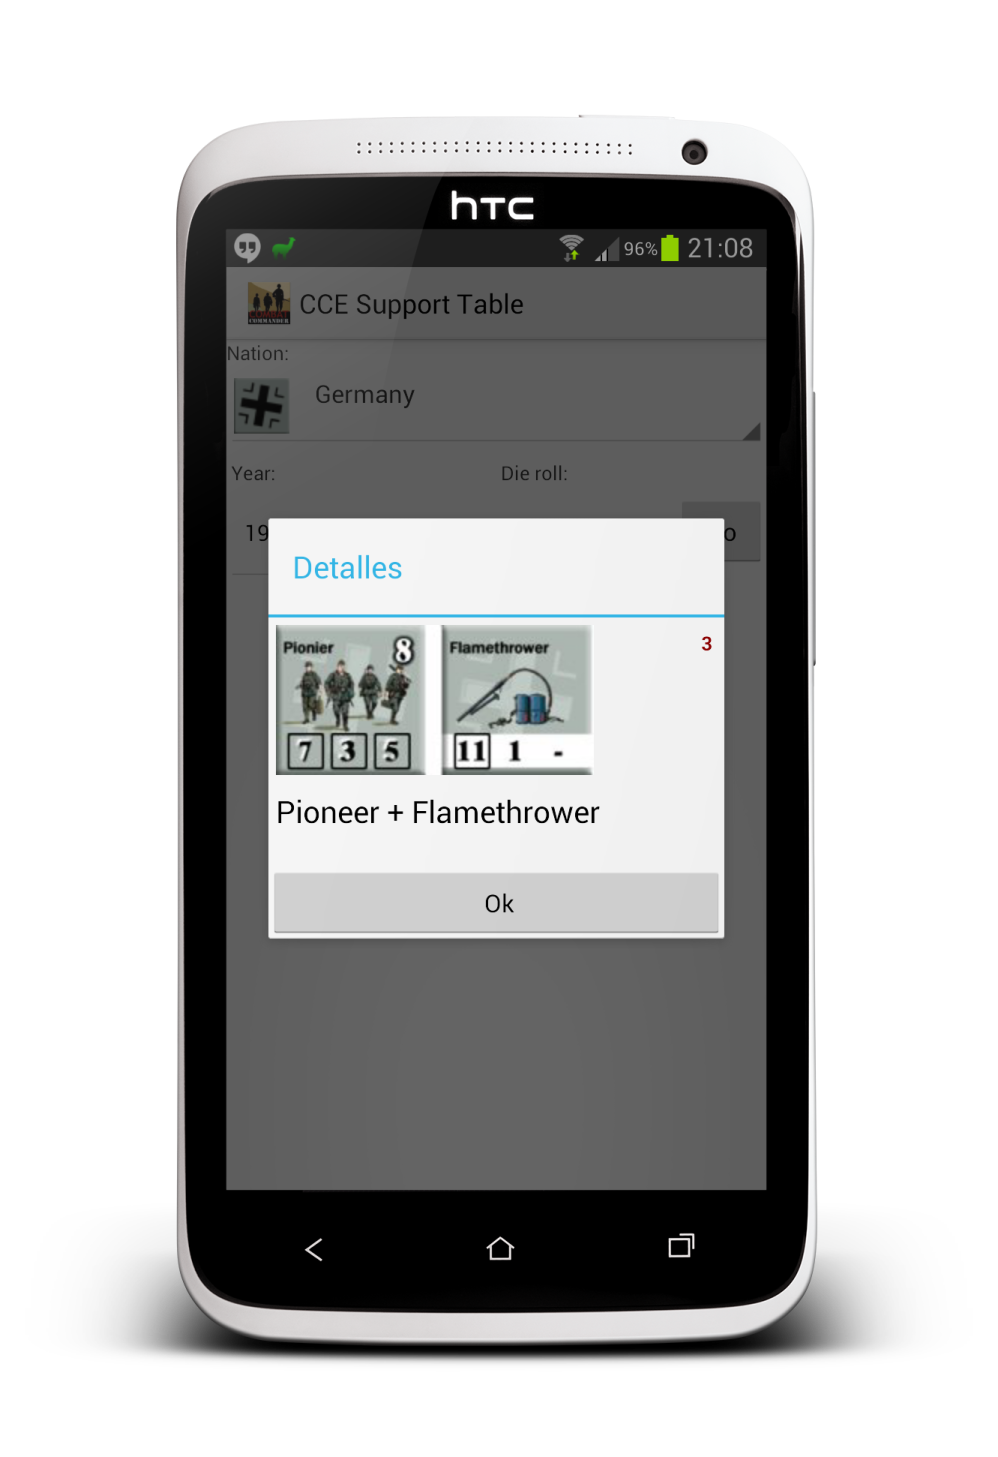 hTC
96% 21:08
CCE Support Table
Nation:
Germany
Year: Die roll:
19
Detalles
3
Pionier 8
7 3 5
Flamethrower
11 1 -
Pioneer + Flamethrower
Ok